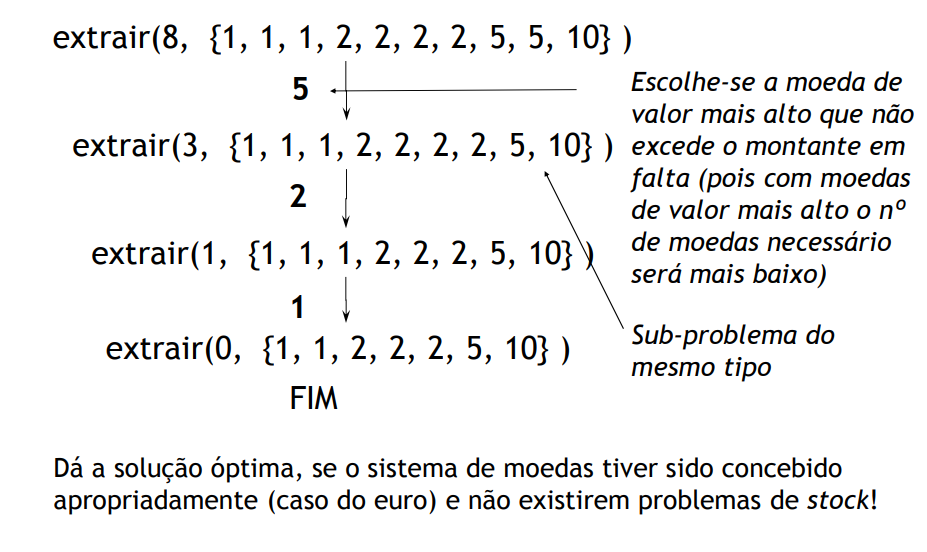 extrair(8, {1, 1, 1, 2, 2, 2, 2, 5, 5, 10} )
5
Escolhe-se a moeda de
valor mais alto que não
excede o montante em
falta (pois com moedas
de valor mais alto o nº
de moedas necessário
será mais baixo)
extrair(3, {1, 1, 1, 2, 2, 2, 2, 5, 10} )
2
extrair(1, {1, 1, 1, 2, 2, 2, 5, 10} )
1
Sub-problema do
mesmo tipo
extrair(0, {1, 1, 2, 2, 2, 5, 10} )
FIM
Dá a solução óptima, se o sistema de moedas tiver sido concebido
apropriadamente (caso do euro) e não existirem problemas de stock!